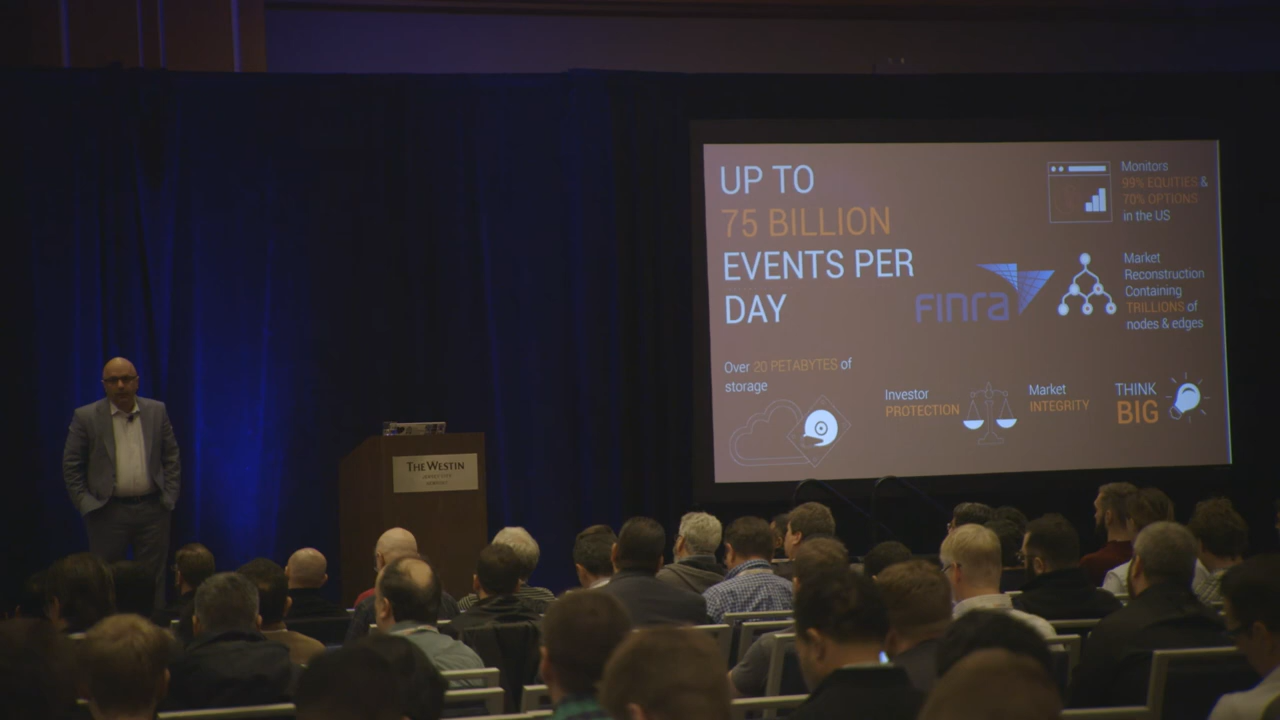 UP TO
75 BILLION
EVENTS PER
DAY
Monitors
99% EQUITIES &
70% OPTIONS
in the US
finra
Market
Reconstruction
Containing
TRILLIONS of
nodes & edges
Over 20 PETABYTES of
storage
Investor
PROTECTION
Market
INTEGRITY
THINK
BIG
THE WESTIN